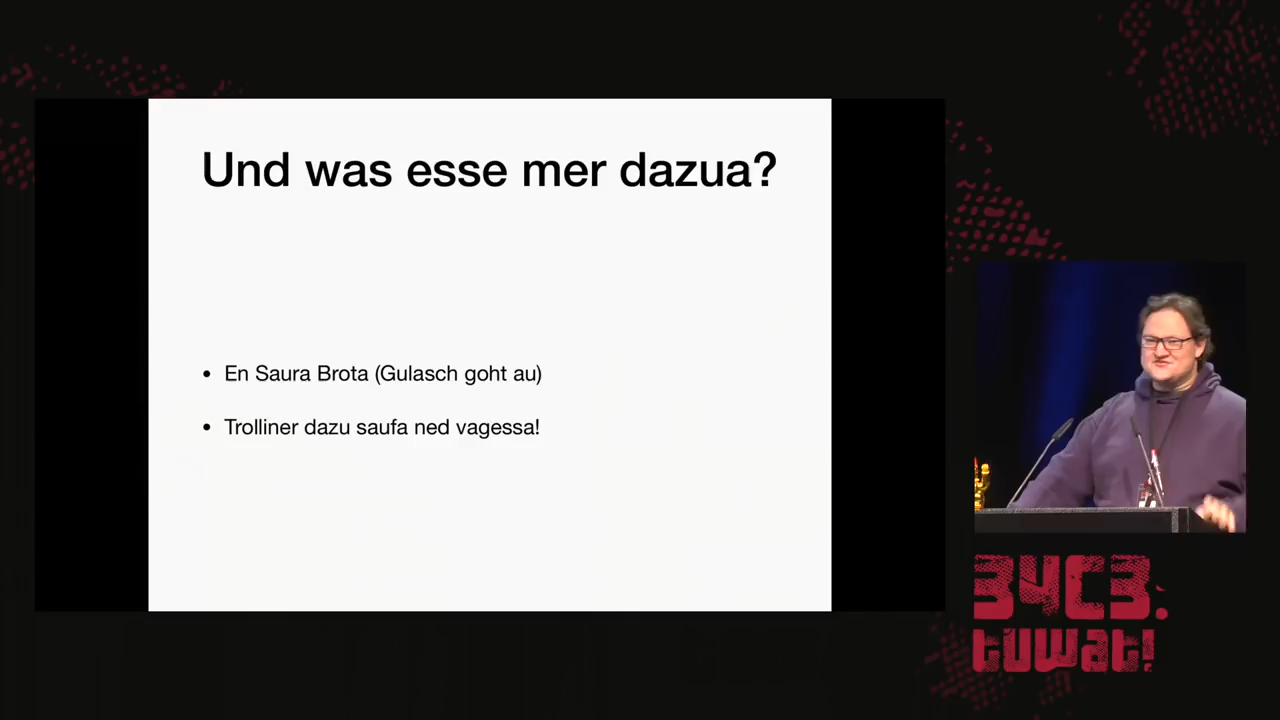 Und was esse mer dazua?
• En Saura Brota (Gulasch goht au)
• Trolliner dazu saufa ned vagessa!
34C3.
tuwat!